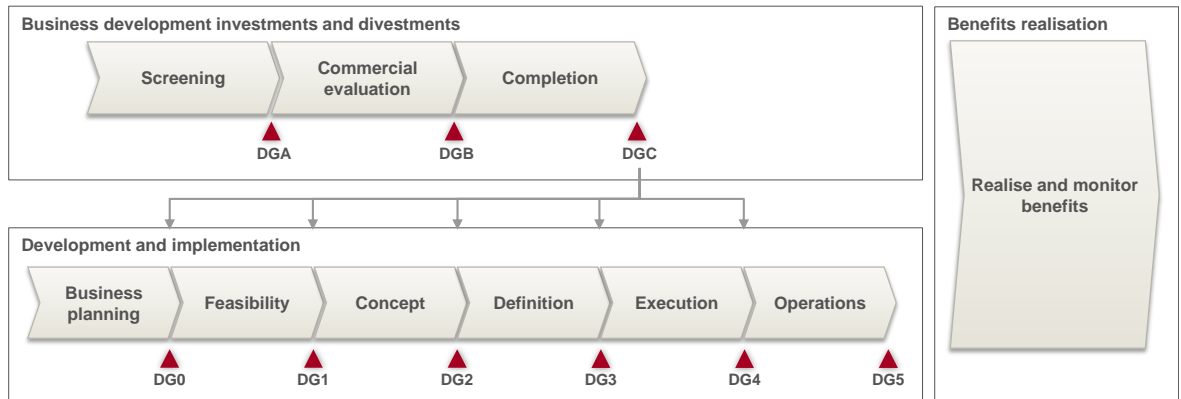 Business development investments and divestments
Screening
Commercial
evaluation
Completion
DGA
DGB
DGC
Development and implementation
Business
planning
Feasibility
Concept
Definition
Execution
Operations
DG0
DG1
DG2
DG3
DG4
DG5
Benefits realisation
Realise and monitor
benefits